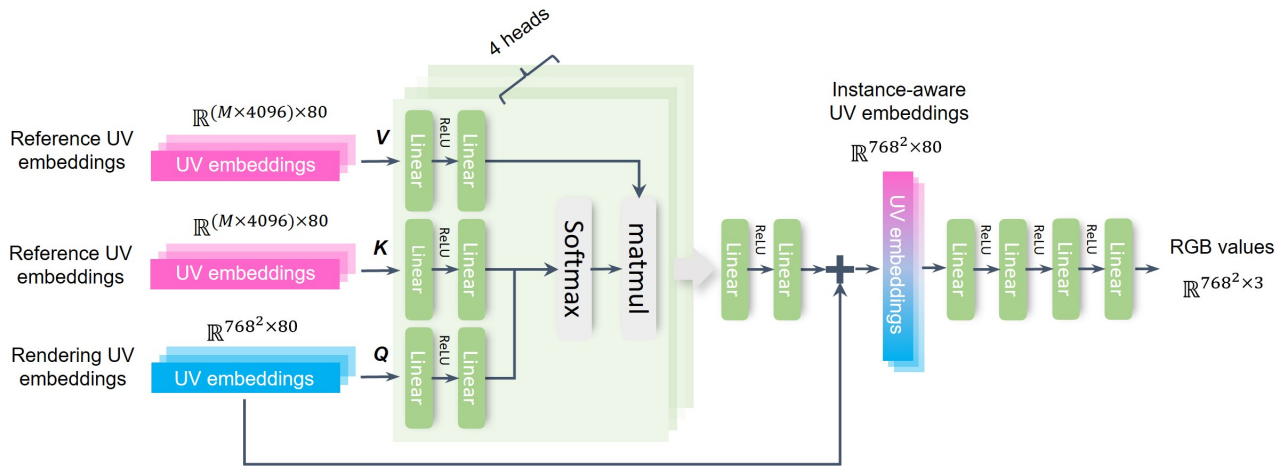 4 heads
Reference UV
embeddings
ℝ^{(M×4096)×80}
UV embeddings
V
Linear
ReLU
Linear
Reference UV
embeddings
ℝ^{(M×4096)×80}
UV embeddings
K
Linear
ReLU
Linear
Rendering UV
embeddings
ℝ^{768²×80}
UV embeddings
Q
Linear
ReLU
Linear
Softmax
matmul
Linear
ReLU
Linear
+
Instance-aware
UV embeddings
ℝ^{768²×80}
UV embeddings
Linear
ReLU
Linear
ReLU
Linear
ReLU
Linear
RGB values
ℝ^{768²×3}